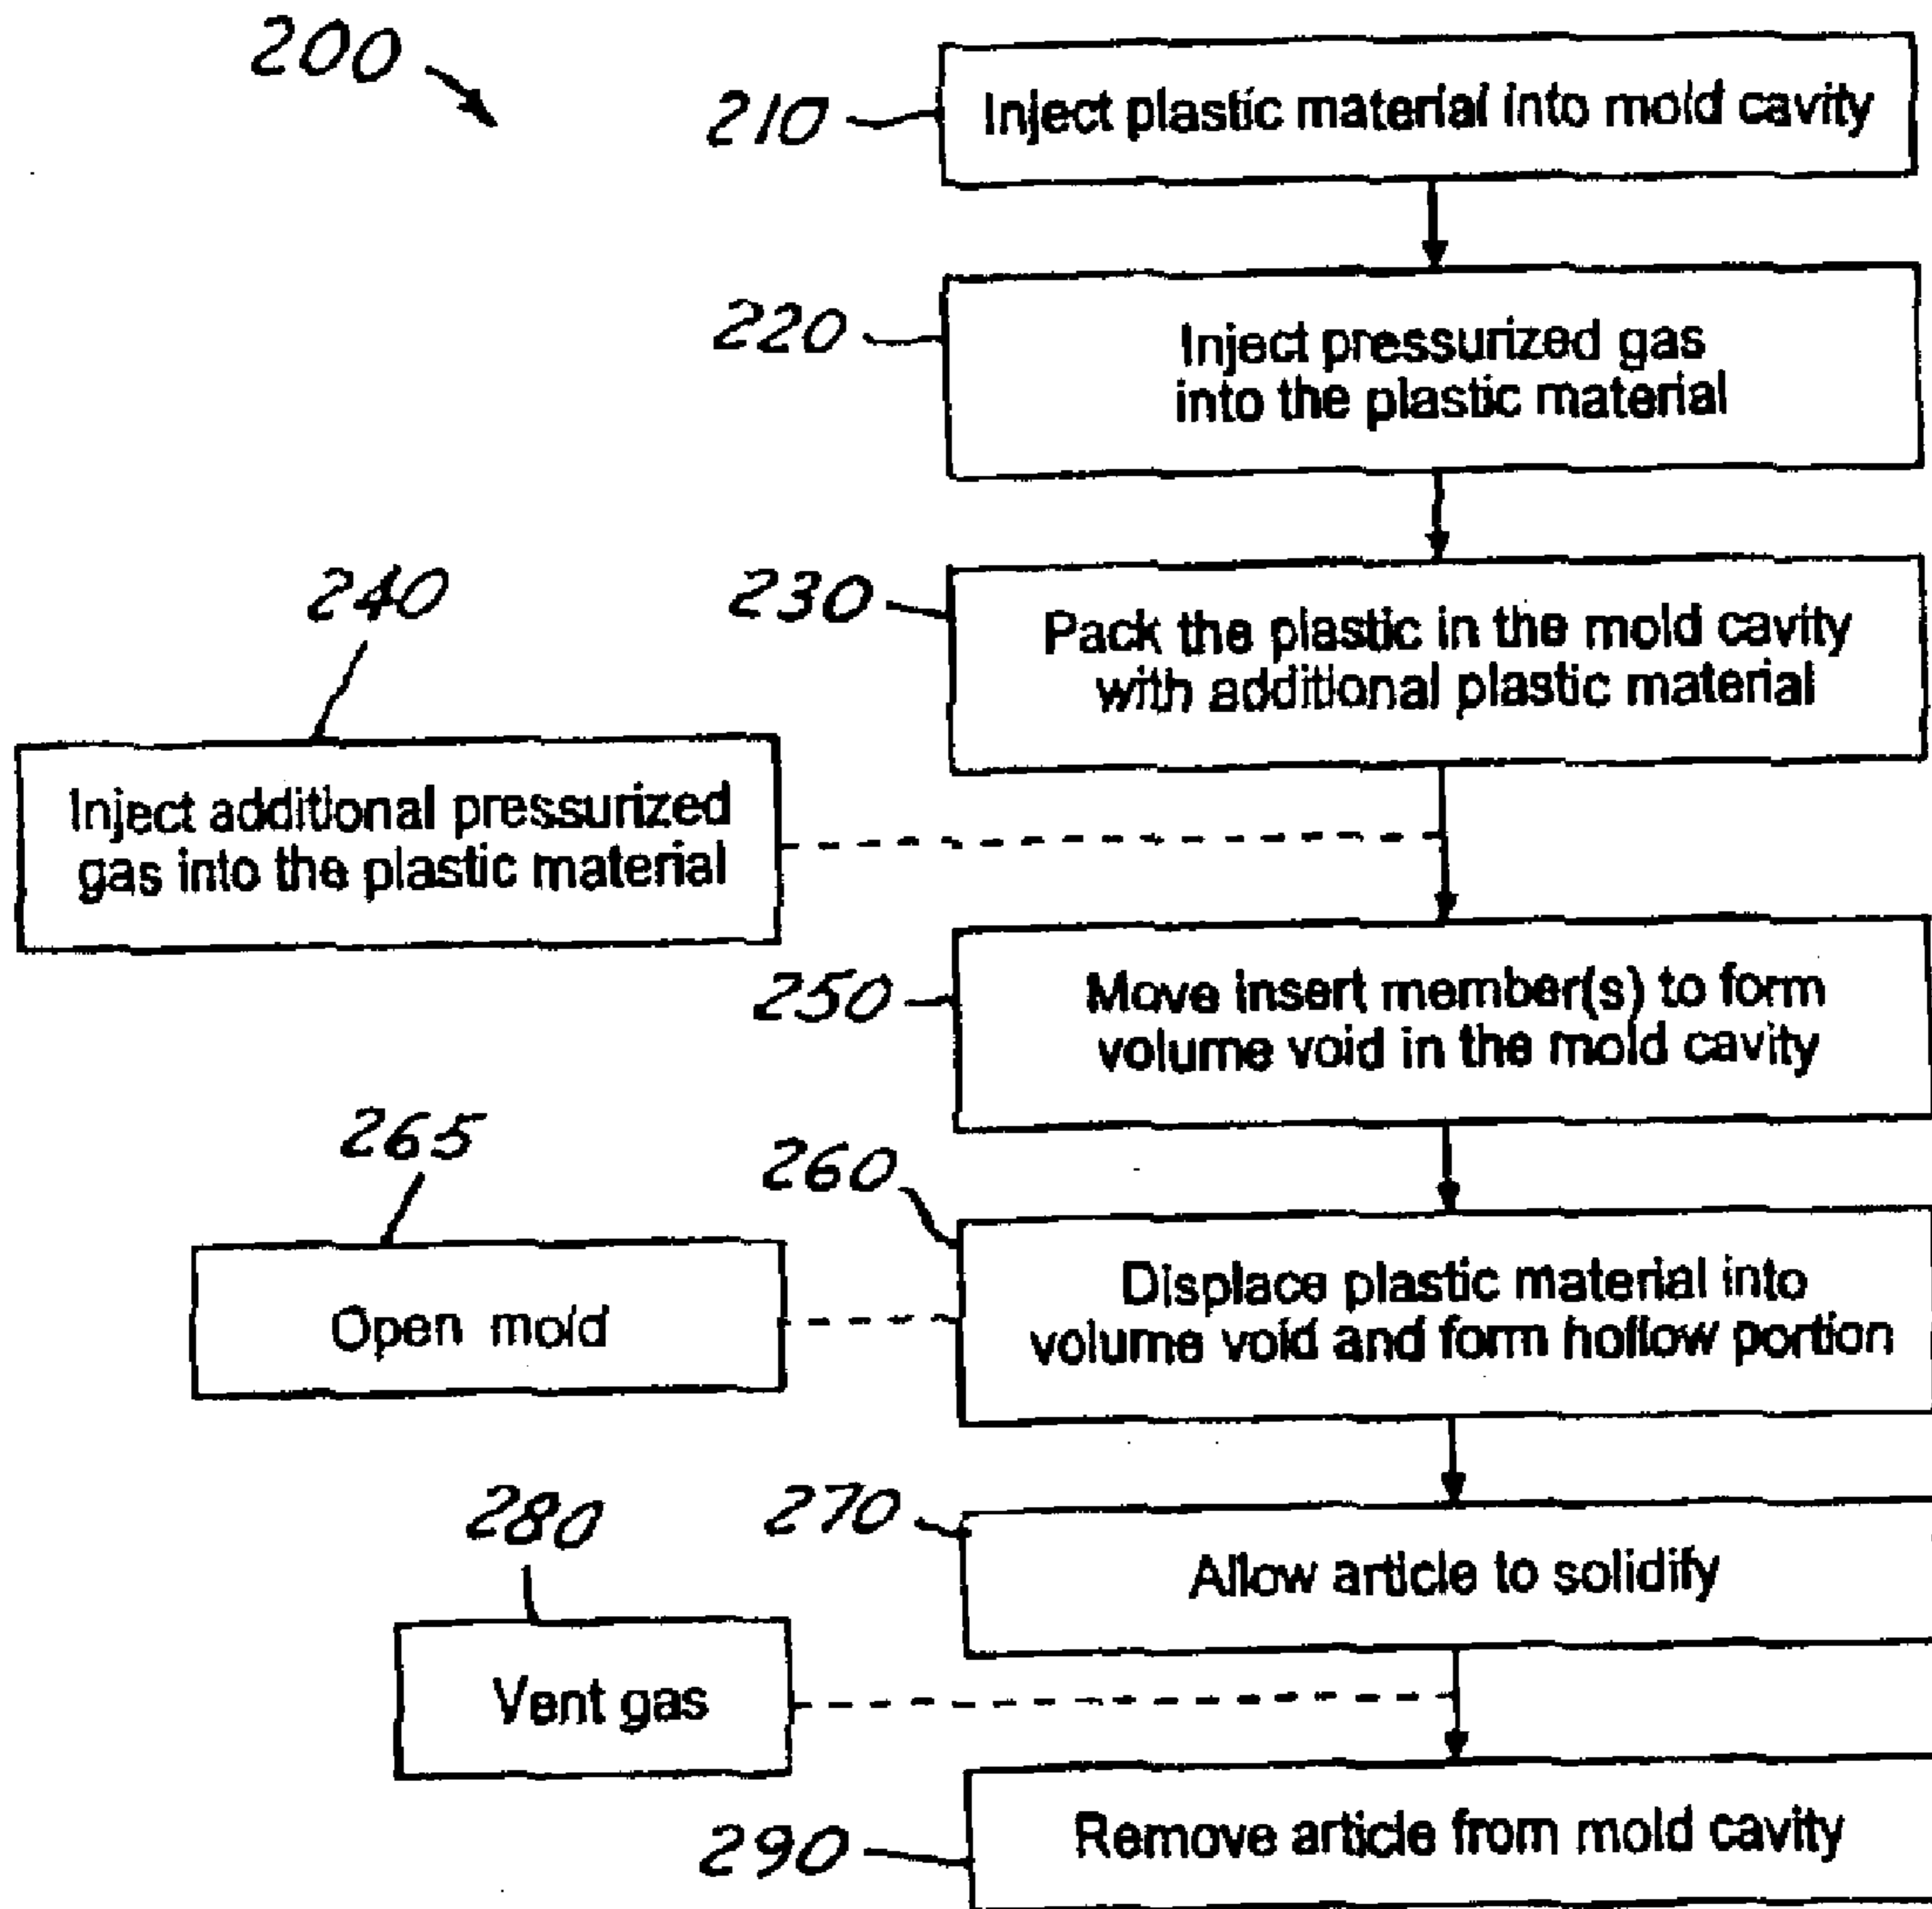 200
210
Inject plastic material into mold cavity
220
Inject pressurized gas
into the plastic material
230
Pack the plastic in the mold cavity
with additional plastic material
240
Inject additional pressurized
gas into the plastic material
250
Move insert member(s) to form
volume void in the mold cavity
265
Open mold
260
Displace plastic material into
volume void and form hollow portion
270
Allow article to solidify
280
Vent gas
290
Remove article from mold cavity